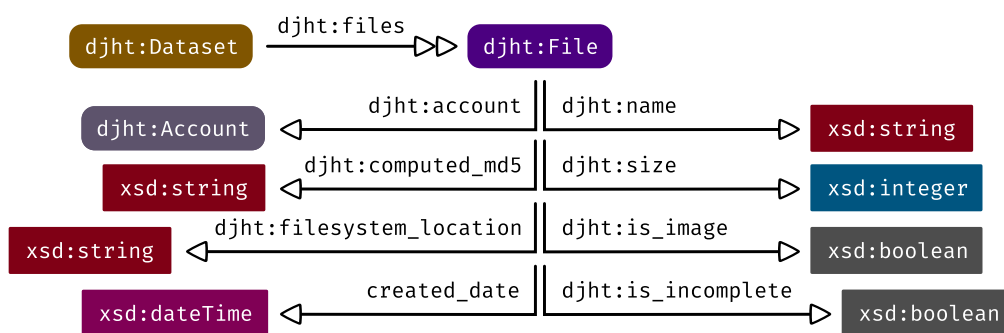 djht:files
djht:Dataset
djht:File
djht:account
djht:name
djht:Account
xsd:string
djht:computed_md5
djht:size
xsd:string
xsd:integer
djht:filesystem_location
djht:is_image
xsd:string
xsd:boolean
created_date
djht:is_incomplete
xsd:dateTime
xsd:boolean